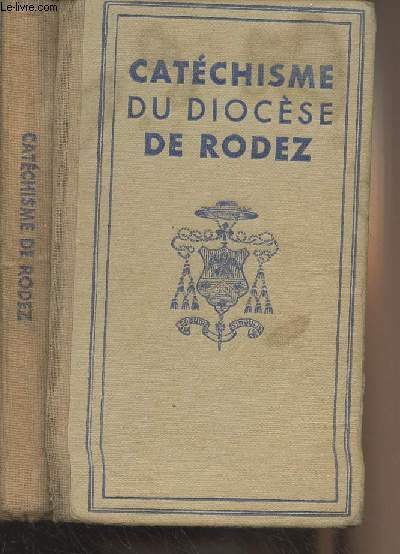 CATÉCHISME
DU DIOCÈSE
DE RODEZ
CATÉCHISME DE RODEZ
Le-livre.fr